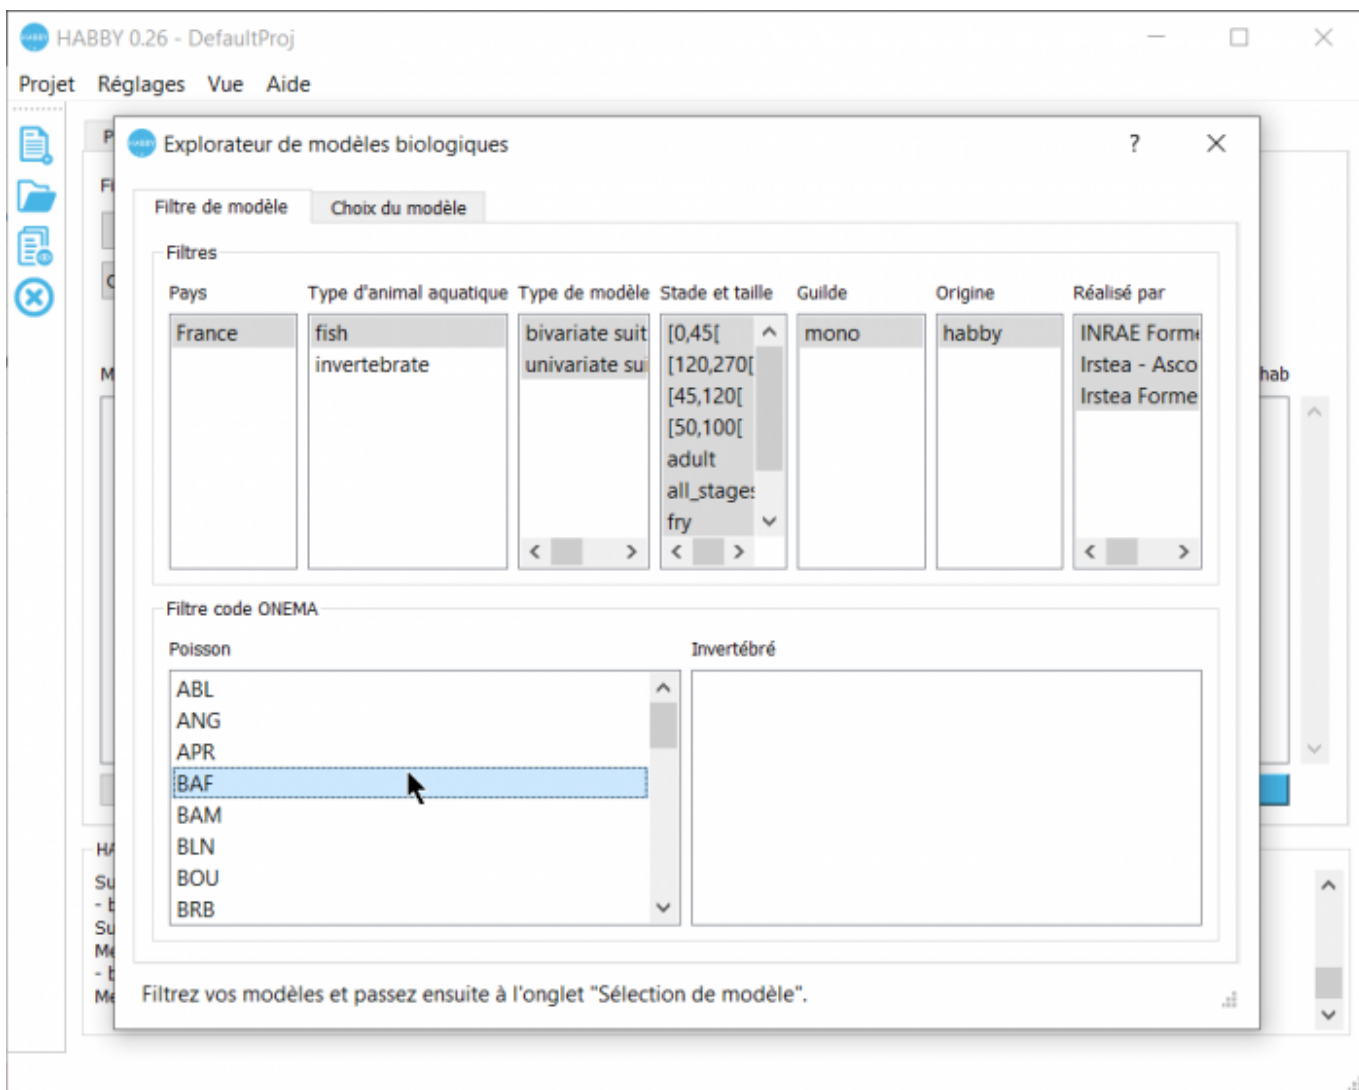 HABBY 0.26 - DefaultProj
Projet Réglages Vue Aide
Explorateur de modèles biologiques
Filtre de modèle Choix du modèle
Filtres
Pays Type d'animal aquatique Type de modèle Stade et taille Guilde Origine Réalisé par
France fish bivariate suit [0,45[ mono habby INRAE Forme
invertebrate univariate sui [120,270[ Irstea - Asco
[45,120[ Irstea Forme
[50,100[
adult
all_stages
fry
hab
Filtre code ONEMA
Poisson Invertébré
ABL
ANG
APR
BAF
BAM
BLN
BOU
BRB
Filtrez vos modèles et passez ensuite à l'onglet "Sélection de modèle".